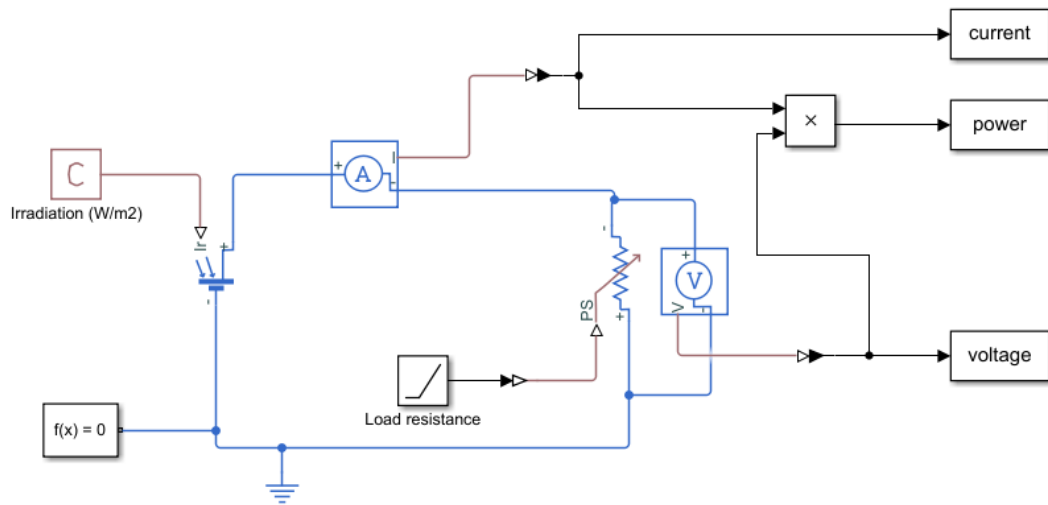 current
×
power
C
Irradiation (W/m2)
Ir
+
-
+
A
I
-
-
PS
+
+
V
V
-
voltage
Load resistance
f(x) = 0